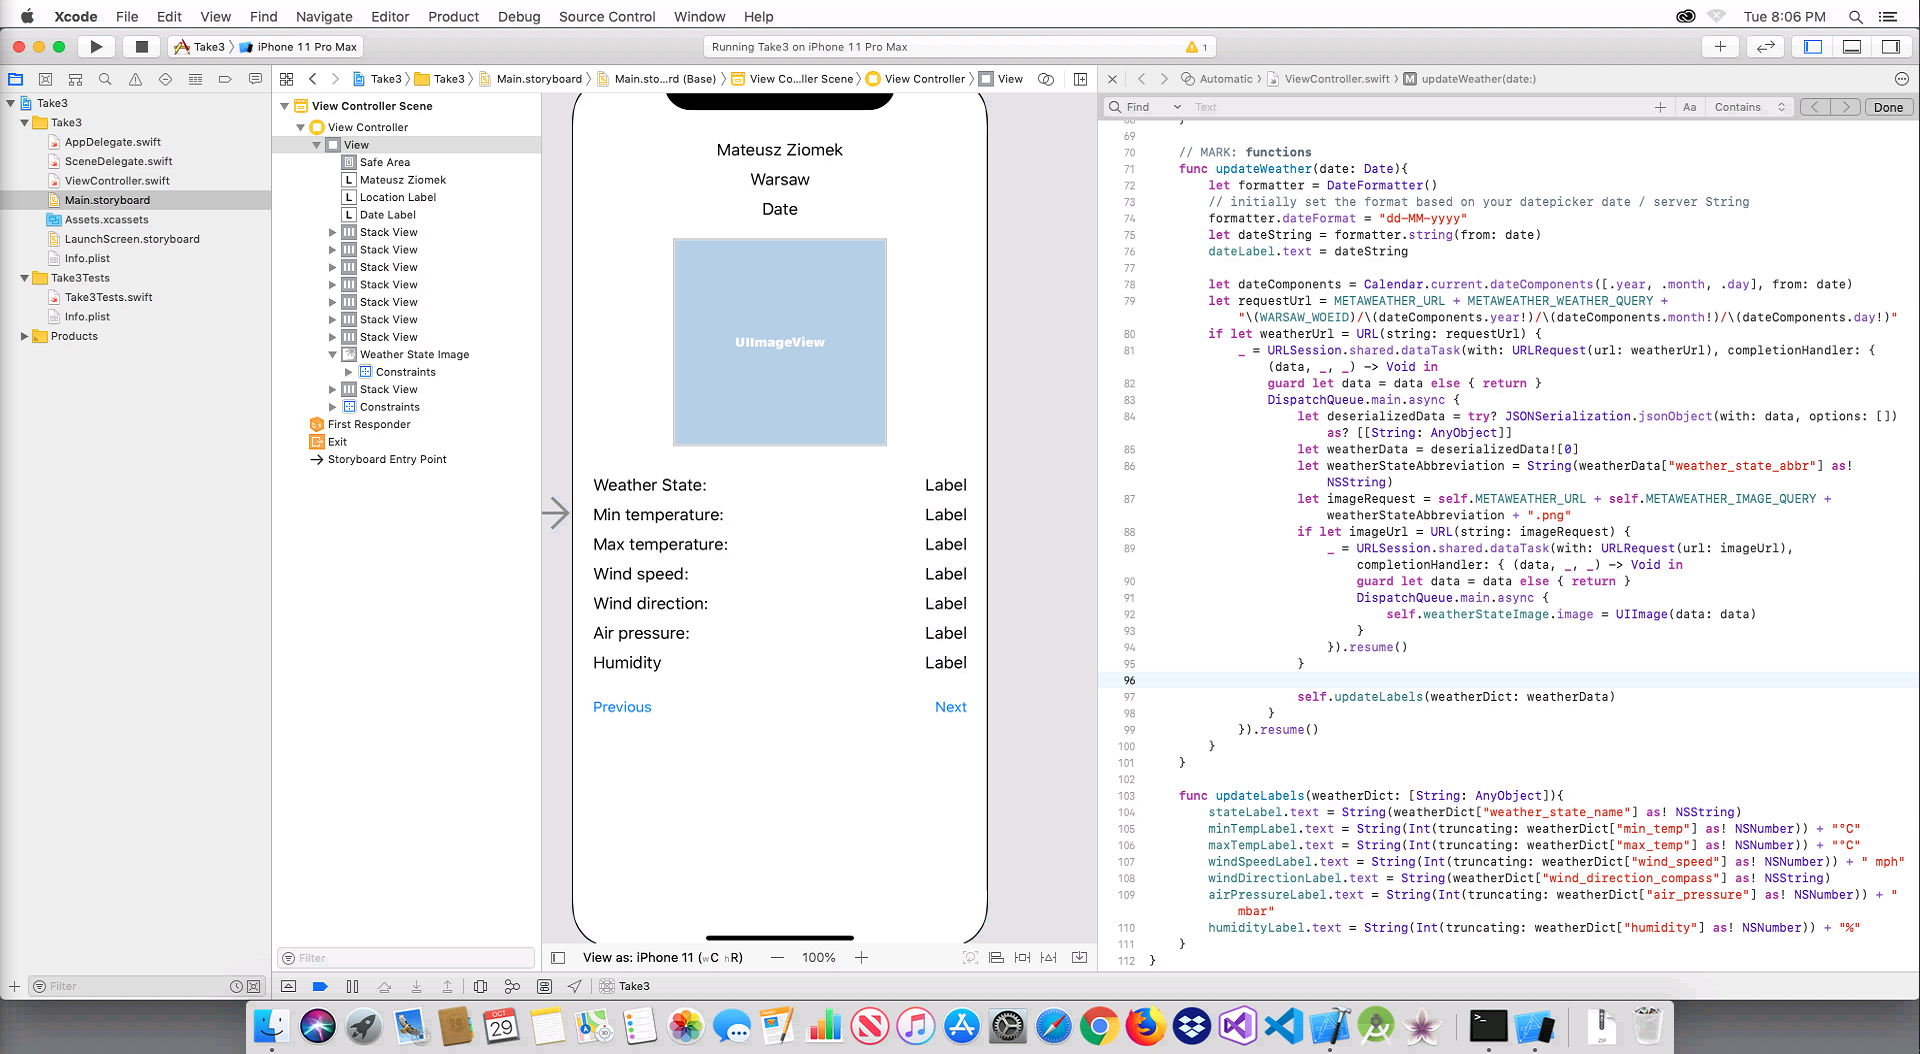 Xcode File Edit View Find Navigate Editor Product Debug Source Control Window Help
Tue 8:06 PM
Take3 iPhone 11 Pro Max
Running Take3 on iPhone 11 Pro Max
1
Take3 Take3 Main.storyboard Main.sto...rd (Base) View Co...ller Scene View Controller View
Automatic ViewController.swift updateWeather(date:)
Find Text Aa Contains Done
Take3
Take3
AppDelegate.swift
SceneDelegate.swift
ViewController.swift
Main.storyboard
Assets.xcassets
LaunchScreen.storyboard
Info.plist
Take3Tests
Take3Tests.swift
Info.plist
Products
Filter
View Controller Scene
View Controller
View
Safe Area
L Mateusz Ziomek
L Location Label
L Date Label
Stack View
Stack View
Stack View
Stack View
Stack View
Stack View
Stack View
Weather State Image
Constraints
Stack View
Constraints
First Responder
Exit
Storyboard Entry Point
Filter
Mateusz Ziomek
Warsaw
Date
UIImageView
Weather State: Label
Min temperature: Label
Max temperature: Label
Wind speed: Label
Wind direction: Label
Air pressure: Label
Humidity Label
Previous Next
View as: iPhone 11 (wC hR) 100%
Take3
69
70 // MARK: functions
71 func updateWeather(date: Date){
72 let formatter = DateFormatter()
73 // initially set the format based on your datepicker date / server String
74 formatter.dateFormat = "dd-MM-yyyy"
75 let dateString = formatter.string(from: date)
76 dateLabel.text = dateString
77
78 let dateComponents = Calendar.current.dateComponents([.year, .month, .day], from: date)
79 let requestUrl = METAWEATHER_URL + METAWEATHER_WEATHER_QUERY +
"\(WARSAW_WOEID)/\(dateComponents.year!)/\(dateComponents.month!)/\(dateComponents.day!)"
80 if let weatherUrl = URL(string: requestUrl) {
81 _ = URLSession.shared.dataTask(with: URLRequest(url: weatherUrl), completionHandler: {
(data, _, _) -> Void in
82 guard let data = data else { return }
83 DispatchQueue.main.async {
84 let deserializedData = try? JSONSerialization.jsonObject(with: data, options: [])
as? [[String: AnyObject]]
85 let weatherData = deserializedData![0]
86 let weatherStateAbbreviation = String(weatherData["weather_state_abbr"] as!
NSString)
87 let imageRequest = self.METAWEATHER_URL + self.METAWEATHER_IMAGE_QUERY +
weatherStateAbbreviation + ".png"
88 if let imageUrl = URL(string: imageRequest) {
89 _ = URLSession.shared.dataTask(with: URLRequest(url: imageUrl),
completionHandler: { (data, _, _) -> Void in
90 guard let data = data else { return }
91 DispatchQueue.main.async {
92 self.weatherStateImage.image = UIImage(data: data)
93 }
94 }).resume()
95 }
96
97 self.updateLabels(weatherDict: weatherData)
98 }
99 }).resume()
100 }
101 }
102
103 func updateLabels(weatherDict: [String: AnyObject]){
104 stateLabel.text = String(weatherDict["weather_state_name"] as! NSString)
105 minTempLabel.text = String(Int(truncating: weatherDict["min_temp"] as! NSNumber)) + "°C"
106 maxTempLabel.text = String(Int(truncating: weatherDict["max_temp"] as! NSNumber)) + "°C"
107 windSpeedLabel.text = String(Int(truncating: weatherDict["wind_speed"] as! NSNumber)) + " mph"
108 windDirectionLabel.text = String(weatherDict["wind_direction_compass"] as! NSString)
109 airPressureLabel.text = String(Int(truncating: weatherDict["air_pressure"] as! NSNumber)) + "
mbar"
110 humidityLabel.text = String(Int(truncating: weatherDict["humidity"] as! NSNumber)) + "%"
111 }
112 }
OCT
29
ZIP